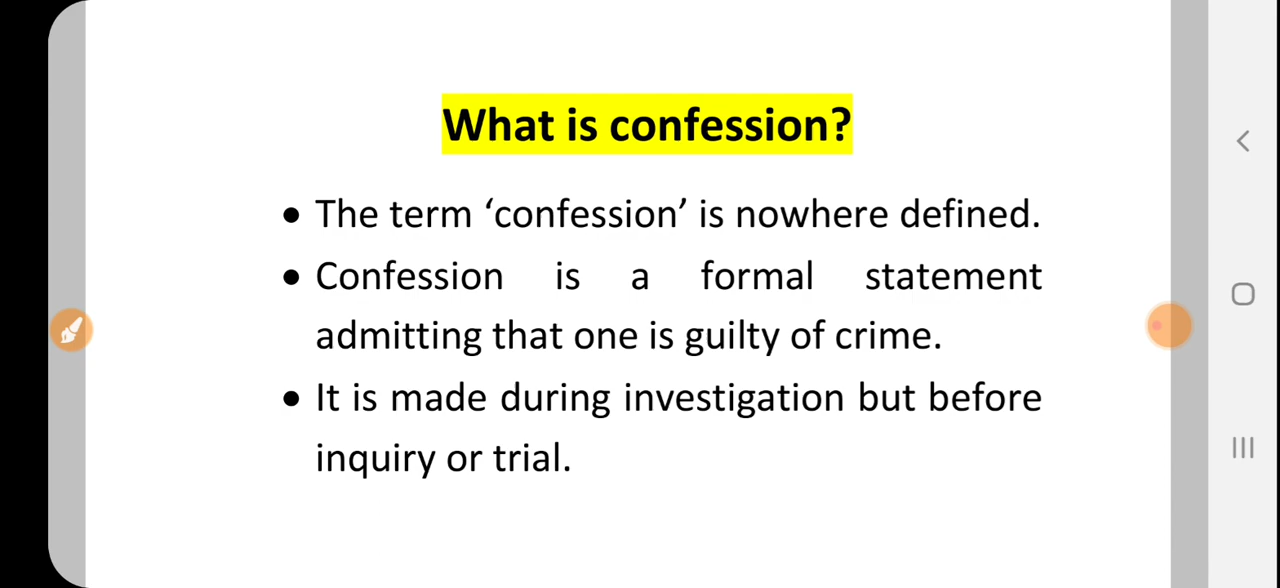 What is confession?
• The term ‘confession’ is nowhere defined.
• Confession is a formal statement
admitting that one is guilty of crime.
• It is made during investigation but before
inquiry or trial.